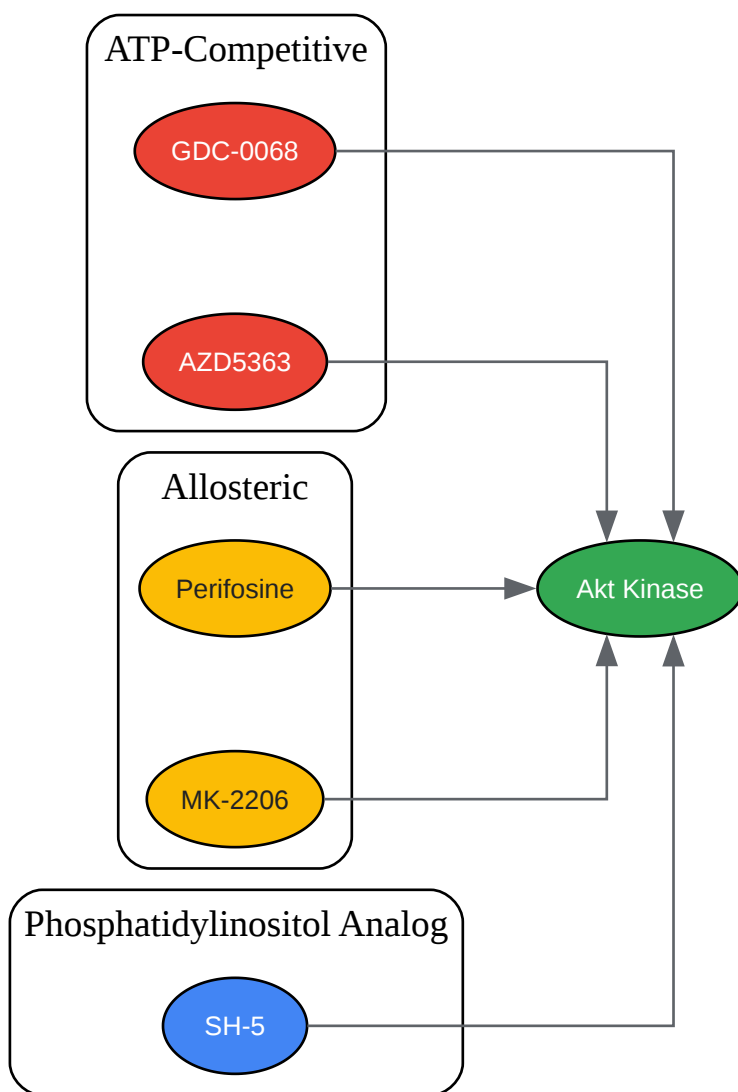 ATP-Competitive
GDC-0068
AZD5363
Allosteric
Perifosine
Akt Kinase
MK-2206
Phosphatidylinositol Analog
SH-5